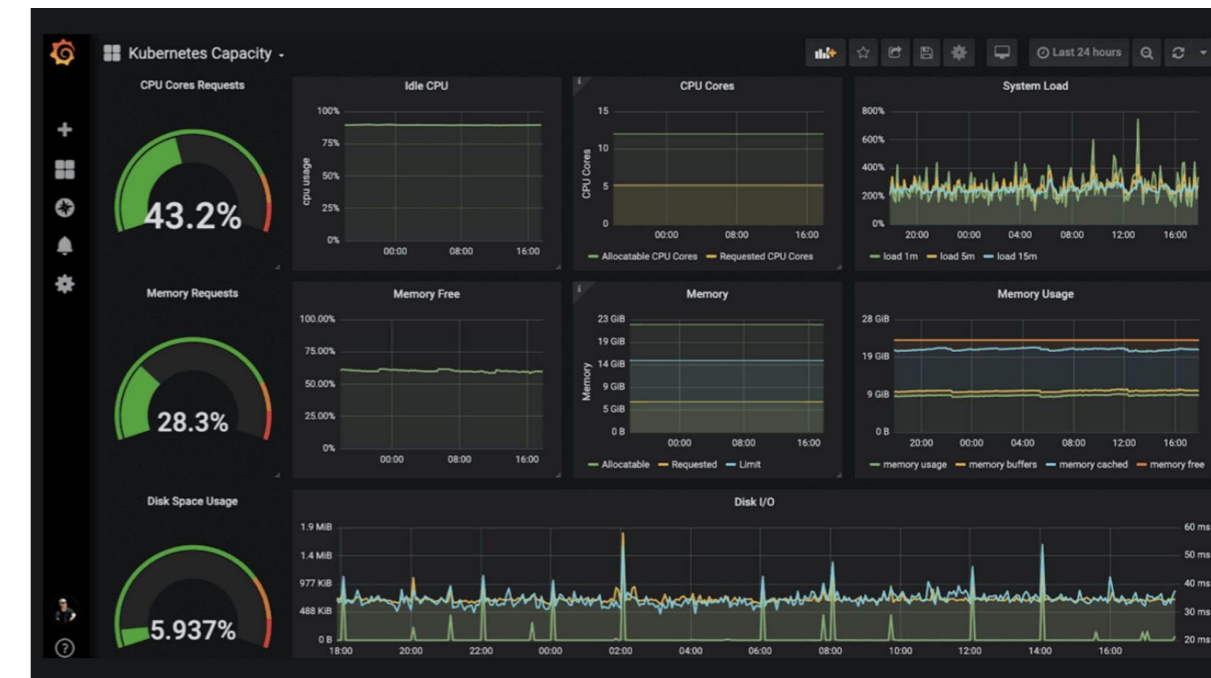 Kubernetes Capacity
Last 24 hours
CPU Cores Requests
43.2%
Idle CPU
cpu usage
100%
75%
50%
25%
0%
00:00 08:00 16:00
CPU Cores
CPU Cores
15
10
5
0
00:00 08:00 16:00
Allocatable CPU Cores Requested CPU Cores
System Load
800%
600%
400%
200%
0%
20:00 00:00 04:00 08:00 12:00 16:00
load 1m load 5m load 15m
Memory Requests
28.3%
Memory Free
100.00%
75.00%
50.00%
25.00%
0%
00:00 08:00 16:00
Memory
Memory
23 GiB
19 GiB
14 GiB
9 GiB
5 GiB
0 B
00:00 08:00 16:00
Allocatable Requested Limit
Memory Usage
28 GiB
19 GiB
9 GiB
0 B
20:00 00:00 04:00 08:00 12:00 16:00
memory usage memory buffers memory cached memory free
Disk Space Usage
5.937%
Disk I/O
1.9 MiB
1.4 MiB
977 KiB
488 KiB
0 B
60 ms
50 ms
40 ms
30 ms
20 ms
18:00 20:00 22:00 00:00 02:00 04:00 06:00 08:00 10:00 12:00 14:00 16:00